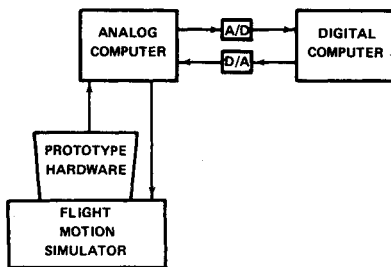 ANALOG
COMPUTER
A/D
D/A
DIGITAL
COMPUTER
PROTOTYPE
HARDWARE
FLIGHT
MOTION
SIMULATOR